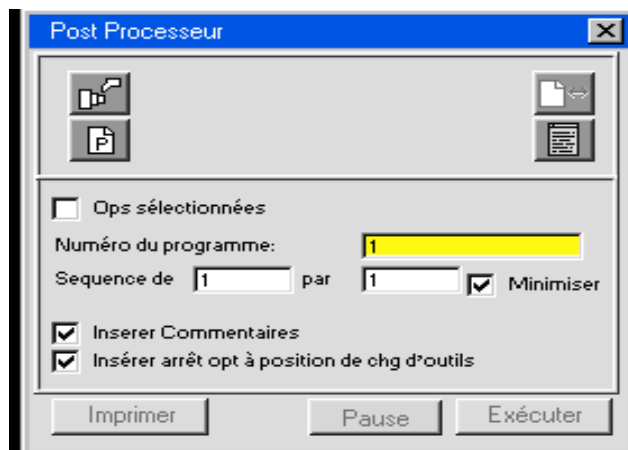 Post Processeur
P
Ops sélectionnées
Numéro du programme: 1
Sequence de 1 par 1 Minimiser
Inserer Commentaires
Insérer arrêt opt à position de chg d'outils
Imprimer Pause Exécuter